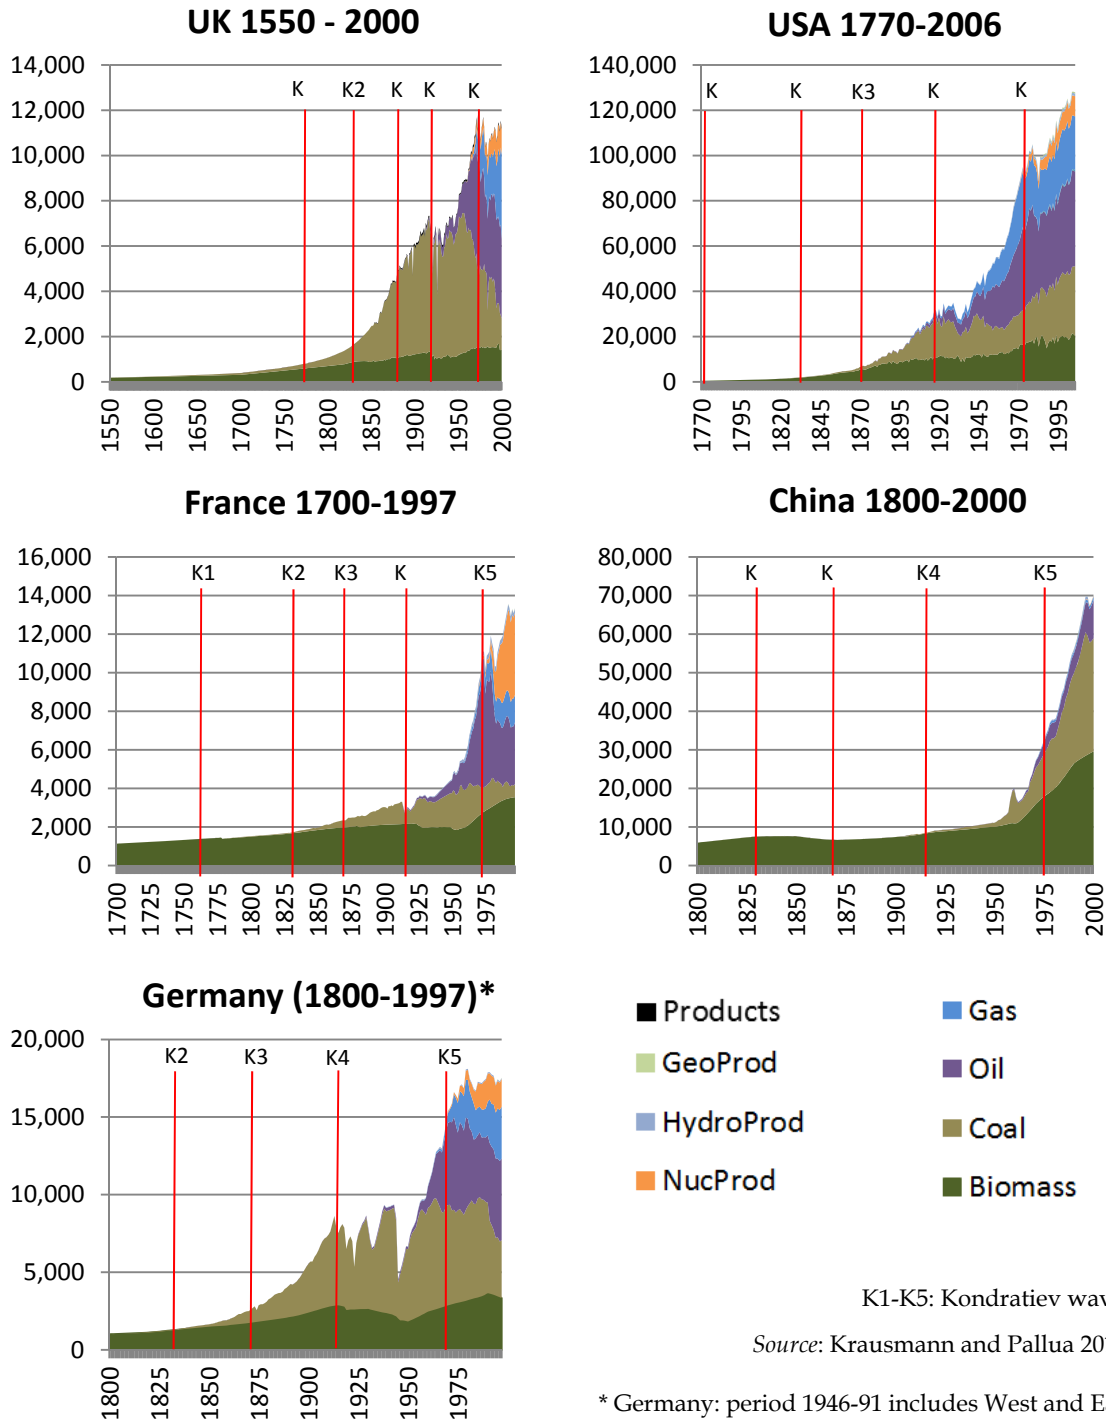 UK 1550 - 2000
14,000
12,000
10,000
8,000
6,000
4,000
2,000
0
K K2 K K K
1550 1600 1650 1700 1750 1800 1850 1900 1950 2000
USA 1770-2006
140,000
120,000
100,000
80,000
60,000
40,000
20,000
0
K K K3 K K
1770 1795 1820 1845 1870 1895 1920 1945 1970 1995
France 1700-1997
16,000
14,000
12,000
10,000
8,000
6,000
4,000
2,000
0
K1 K2 K3 K K5
1700 1725 1750 1775 1800 1825 1850 1875 1900 1925 1950 1975
China 1800-2000
80,000
70,000
60,000
50,000
40,000
30,000
20,000
10,000
0
K K K4 K5
1800 1825 1850 1875 1900 1925 1950 1975 2000
Germany (1800-1997)*
20,000
15,000
10,000
5,000
0
K2 K3 K4 K5
1800 1825 1850 1875 1900 1925 1950 1975
Products
GeoProd
HydroProd
NucProd
Gas
Oil
Coal
Biomass
K1-K5: Kondratiev wav
Source: Krausmann and Pallua 20
* Germany: period 1946-91 includes West and E